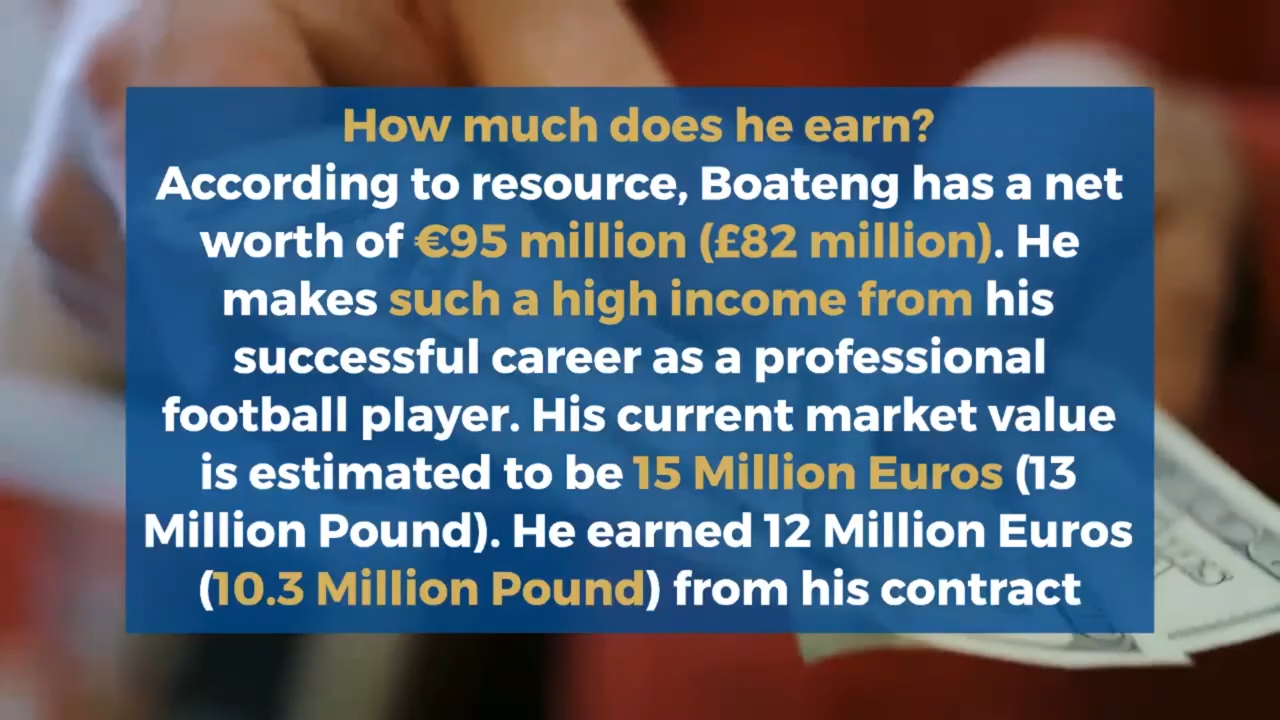 How much does he earn?
According to resource, Boateng has a net
worth of €95 million (£82 million). He
makes such a high income from his
successful career as a professional
football player. His current market value
is estimated to be 15 Million Euros (13
Million Pound). He earned 12 Million Euros
(10.3 Million Pound) from his contract